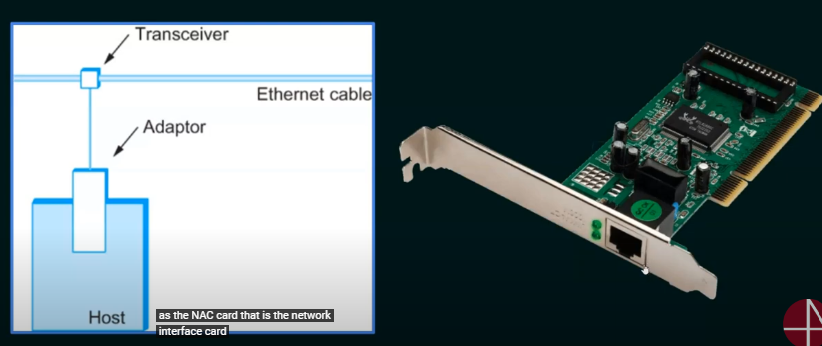 Transceiver
Ethernet cable
Adaptor
Host
as the NAC card that is the network
interface card